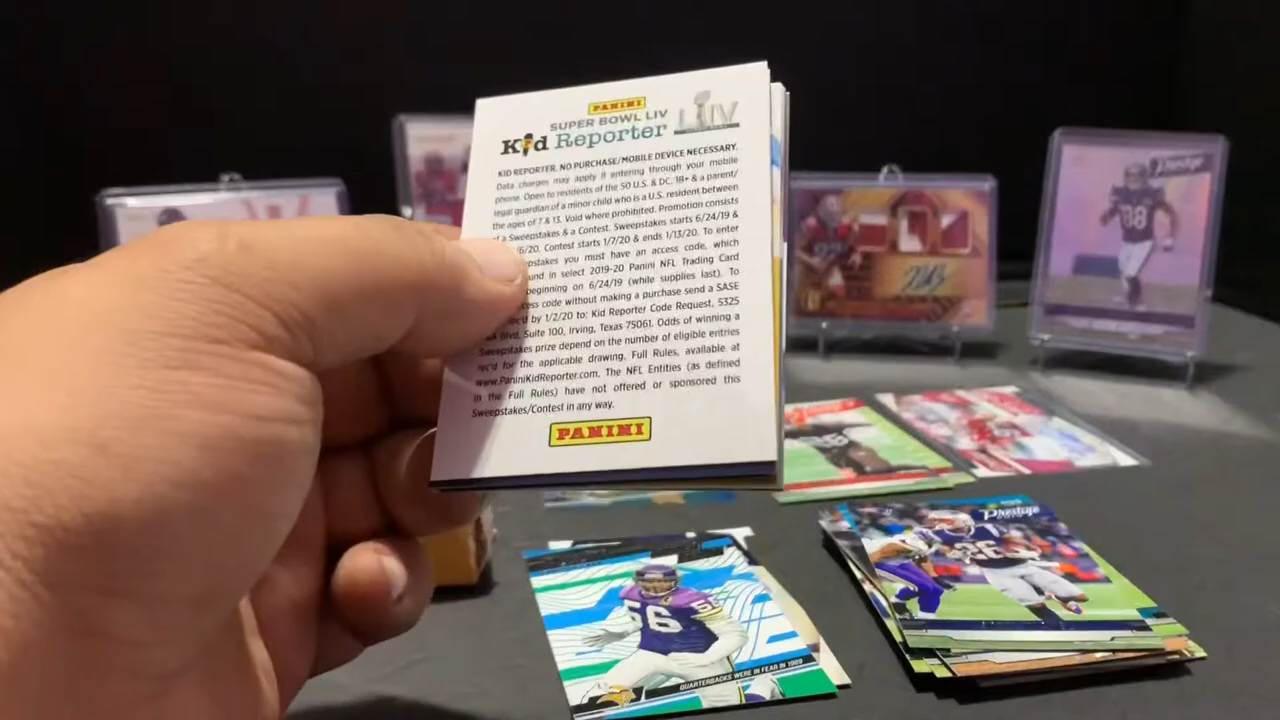 PANINI
SUPER BOWL LIV
Kid Reporter
LIV
KID REPORTER. NO PURCHASE/MOBILE DEVICE NECESSARY.
Data charges may apply if entering through your mobile
phone. Open to residents of the 50 U.S. & DC, 18+ & a parent/
legal guardian of a minor child who is a U.S. resident between
the ages of 7 & 13. Void where prohibited. Promotion consists
of a Sweepstakes & a Contest. Sweepstakes starts 6/24/19 &
6/20. Contest starts 1/7/20 & ends 1/13/20. To enter
you must have an access code, which
in select 2019-20 Panini NFL Trading Card
beginning on 6/24/19 (while supplies last). To
code without making a purchase send a SASE
by 1/2/20 to: Kid Reporter Code Request, 5325
Blvd, Suite 100, Irving, Texas 75061. Odds of winning a
Sweepstakes prize depend on the number of eligible entries
rec'd for the applicable drawing. Full Rules, available at
www.PaniniKidReporter.com. The NFL Entities (as defined
in the Full Rules) have not offered or sponsored this
Sweepstakes/Contest in any way.
PANINI
Prestige
88
Prestige
26
56
QUARTERBACKS WERE IN FEAR IN 1989